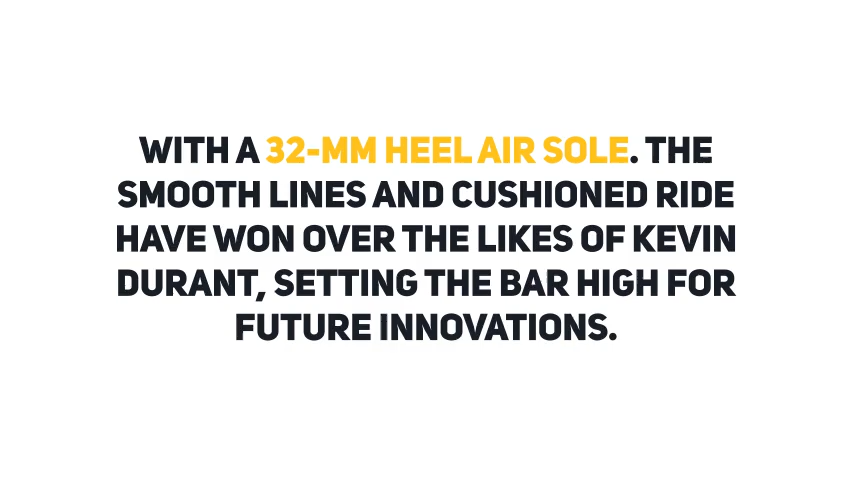 WITH A 32-MM HEEL AIR SOLE. THE
SMOOTH LINES AND CUSHIONED RIDE
HAVE WON OVER THE LIKES OF KEVIN
DURANT, SETTING THE BAR HIGH FOR
FUTURE INNOVATIONS.